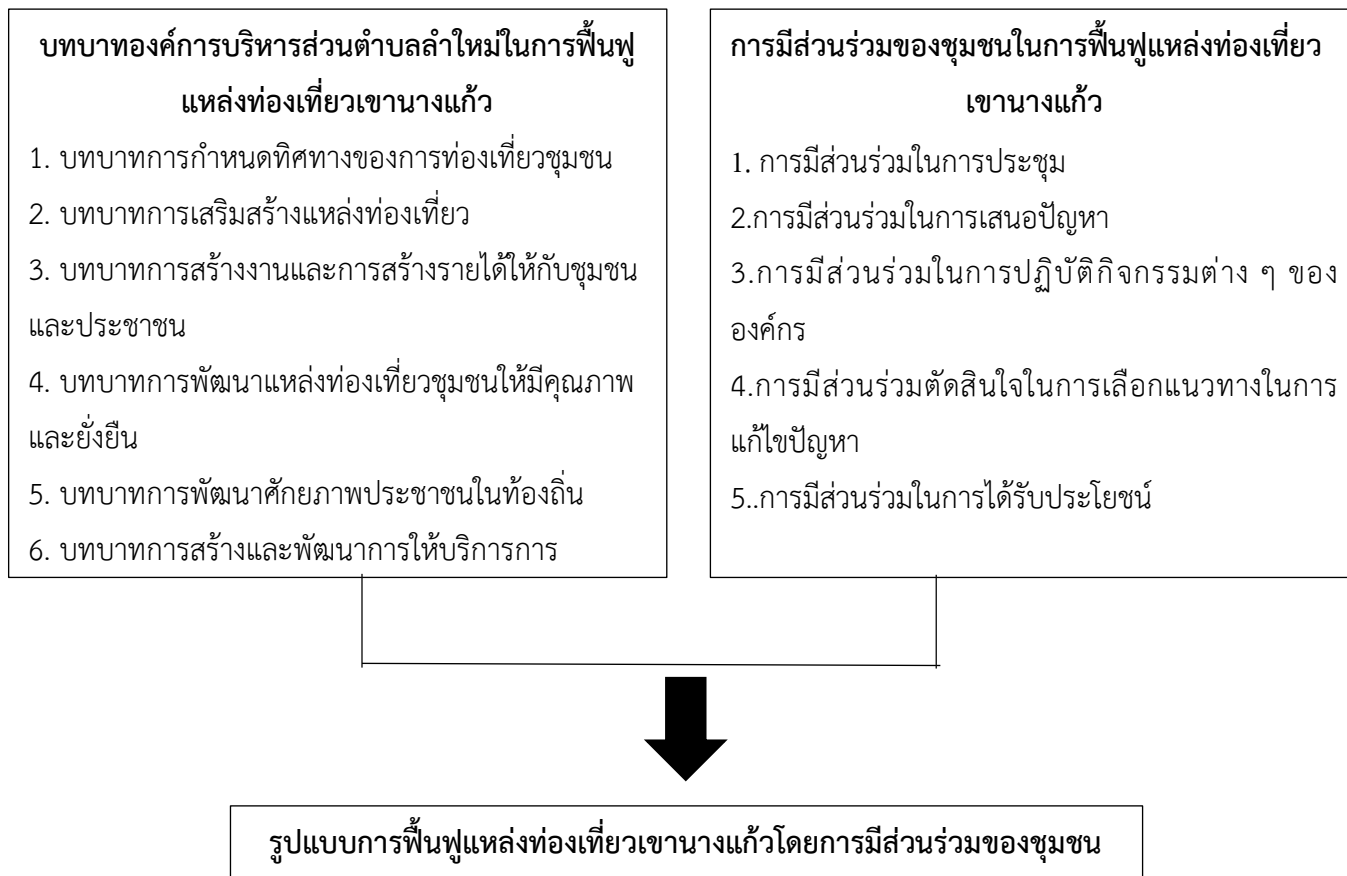 บทบาทองค์การบริหารส่วนตำบลลำใหม่ในการฟื้นฟู
แหล่งท่องเที่ยวเขานางแก้ว
1. บทบาทการกำหนดทิศทางของการท่องเที่ยวชุมชน
2. บทบาทการเสริมสร้างแหล่งท่องเที่ยว
3. บทบาทการสร้างงานและการสร้างรายได้ให้กับชุมชน
และประชาชน
4. บทบาทการพัฒนาแหล่งท่องเที่ยวชุมชนให้มีคุณภาพ
และยั่งยืน
5. บทบาทการพัฒนาศักยภาพประชาชนในท้องถิ่น
6. บทบาทการสร้างและพัฒนาการให้บริการการ
การมีส่วนร่วมของชุมชนในการฟื้นฟูแหล่งท่องเที่ยว
เขานางแก้ว
1. การมีส่วนร่วมในการประชุม
2.การมีส่วนร่วมในการเสนอปัญหา
3.การมีส่วนร่วมในการปฏิบัติกิจกรรมต่าง ๆ ของ
องค์กร
4.การมีส่วนร่วมตัดสินใจในการเลือกแนวทางในการ
แก้ไขปัญหา
5..การมีส่วนร่วมในการได้รับประโยชน์
รูปแบบการฟื้นฟูแหล่งท่องเที่ยวเขานางแก้วโดยการมีส่วนร่วมของชุมชน